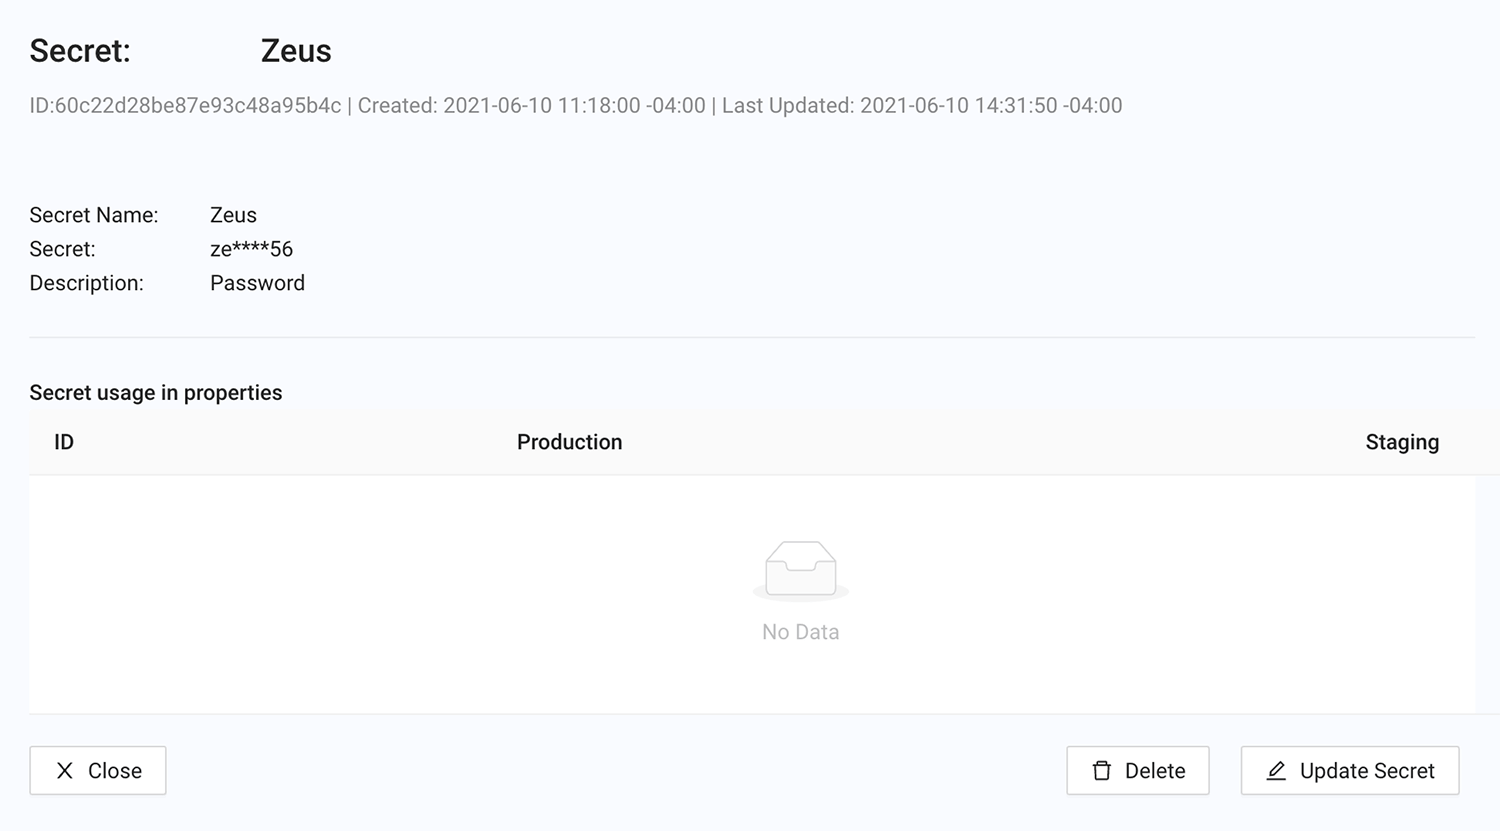 Secret: Zeus
ID:60c22d28be87e93c48a95b4c | Created: 2021-06-10 11:18:00 -04:00 | Last Updated: 2021-06-10 14:31:50 -04:00
Secret Name: Zeus
Secret: ze****56
Description: Password
Secret usage in properties
ID Production Staging
No Data
Close Delete Update Secret